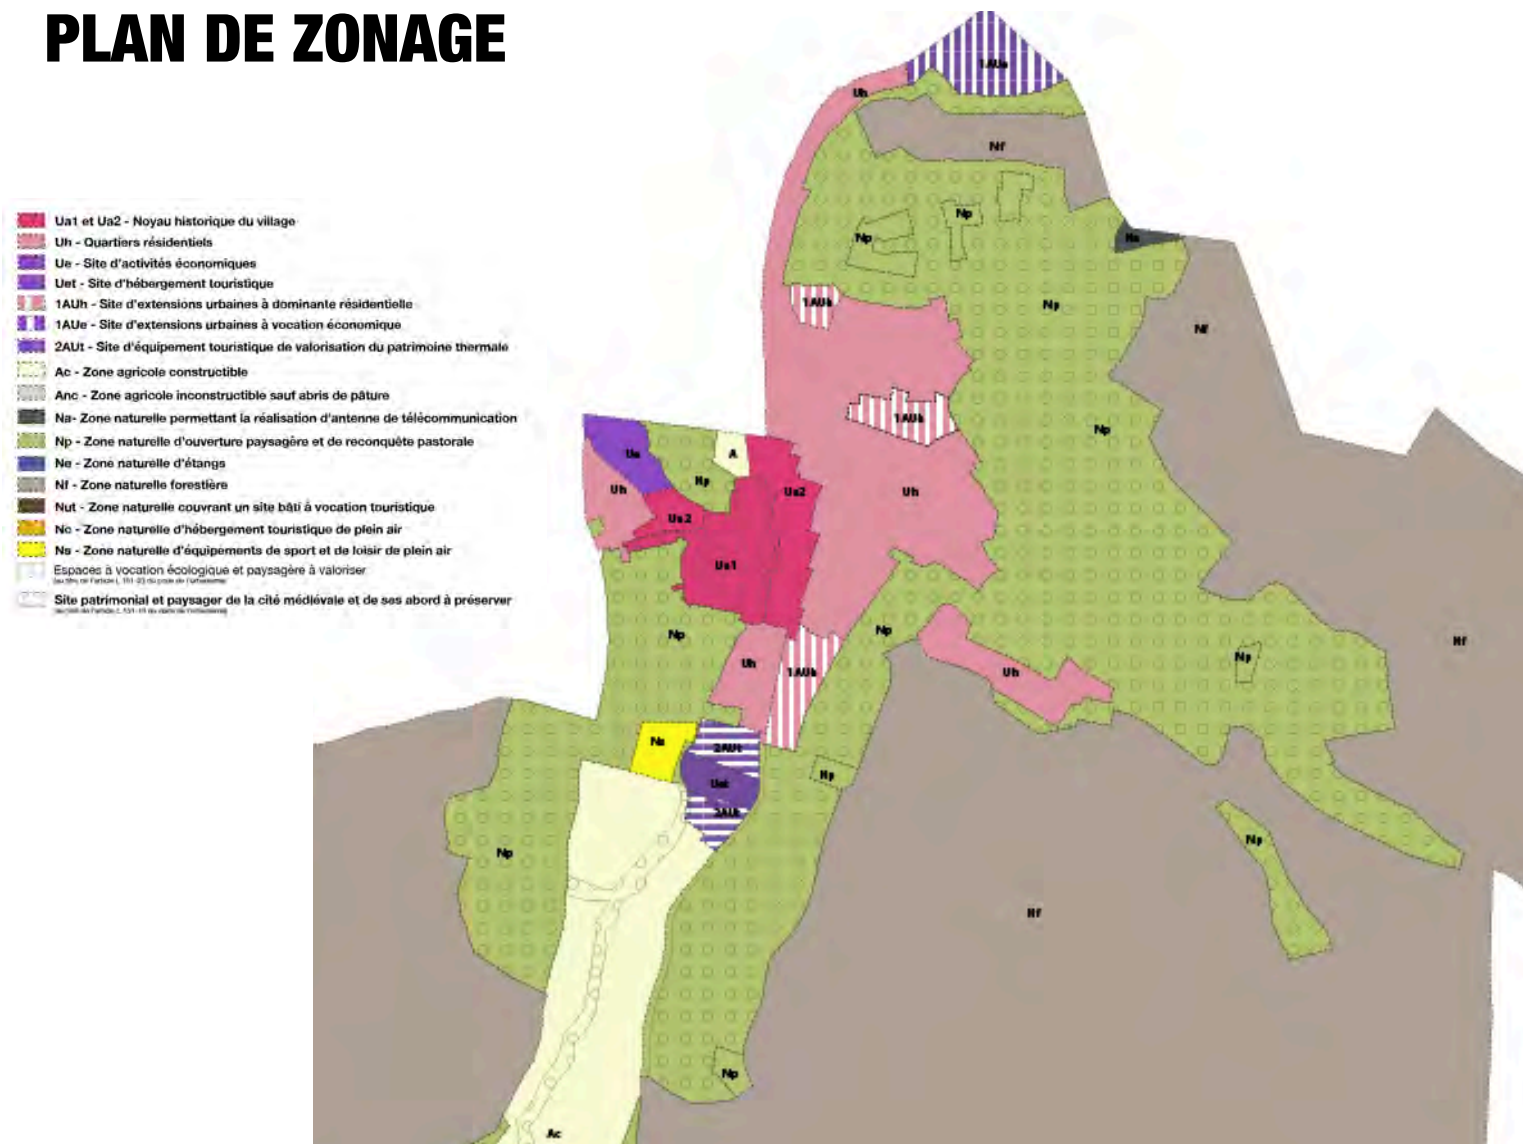 PLAN DE ZONAGE
Ua1 et Ua2 - Noyau historique du village
Uh - Quartiers résidentiels
Ue - Site d'activités économiques
Uet - Site d'hébergement touristique
1AUh - Site d'extensions urbaines à dominante résidentielle
1AUe - Site d'extensions urbaines à vocation économique
2AUt - Site d'équipement touristique de valorisation du patrimoine thermale
Ac - Zone agricole constructible
Anc - Zone agricole inconstructible sauf abris de pâture
Na- Zone naturelle permettant la réalisation d'antenne de télécommunication
Np - Zone naturelle d'ouverture paysagère et de reconquête pastorale
Ne - Zone naturelle d'étangs
Nf - Zone naturelle forestière
Nut - Zone naturelle couvrant un site bâti à vocation touristique
Nc - Zone naturelle d'hébergement touristique de plein air
Ns - Zone naturelle d'équipements de sport et de loisir de plein air
Espaces à vocation écologique et paysagère à valoriser
Site patrimonial et paysager de la cité médiévale et de ses abord à préserver
1AUe
Uh
Nf
Np
Np
Na
1AUh
Np
Nf
1AUh
Np
Ue
A
Np
Uh
Ua2
Uh
Ua2
Ua1
Np
Np
Nf
Np
Uh
1AUh
Uh
Ns
2AUt
Np
Uet
2AUt
Np
Np
Nf
Np
Ac